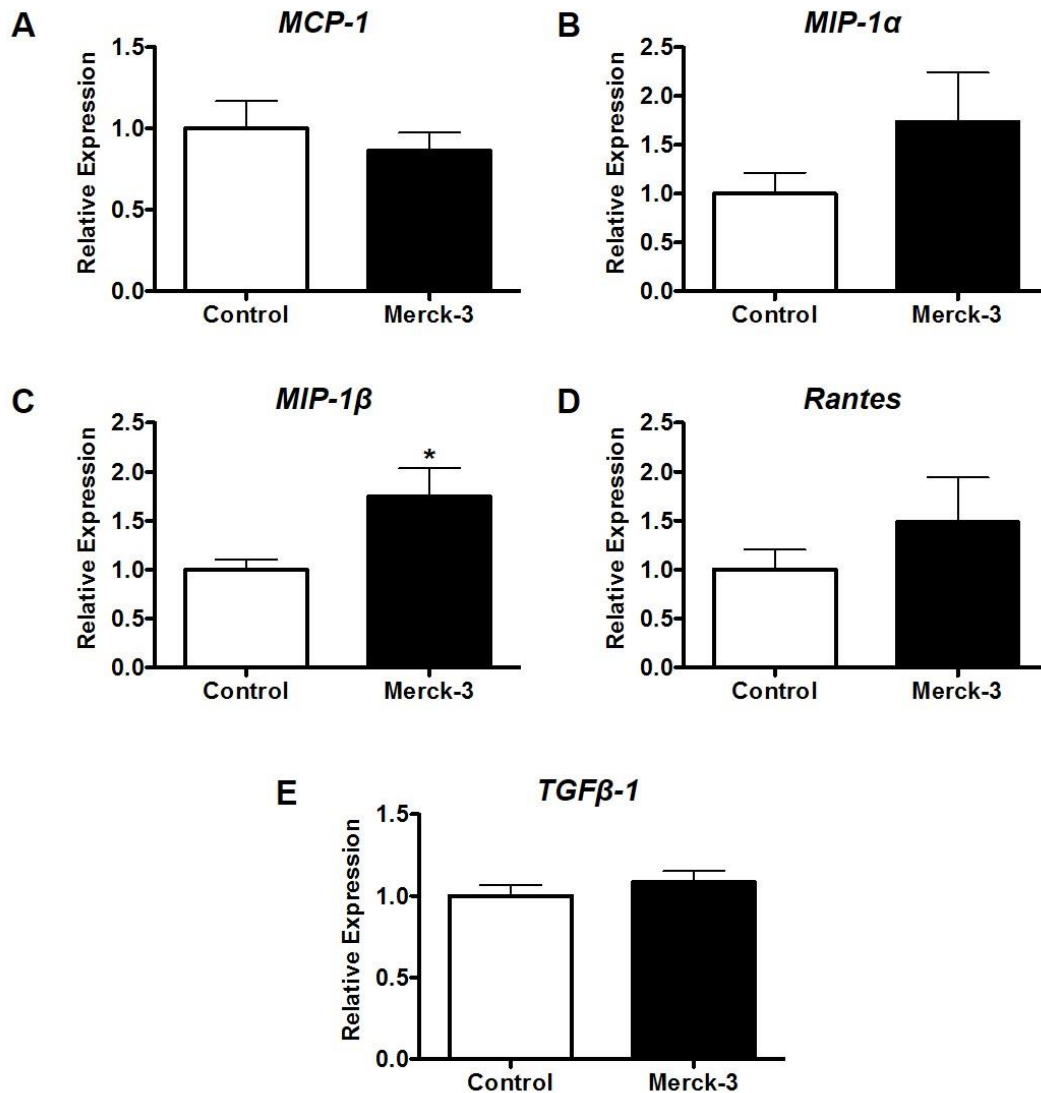 A
MCP-1
Relative Expression
1.5
1.0
0.5
0.0
Control Merck-3
B
MIP-1α
Relative Expression
2.5
2.0
1.5
1.0
0.5
0.0
Control Merck-3
C
MIP-1β
Relative Expression
2.5
2.0
1.5
1.0
0.5
0.0
*
Control Merck-3
D
Rantes
Relative Expression
2.5
2.0
1.5
1.0
0.5
0.0
Control Merck-3
E
TGFβ-1
Relative Expression
1.5
1.0
0.5
0.0
Control Merck-3